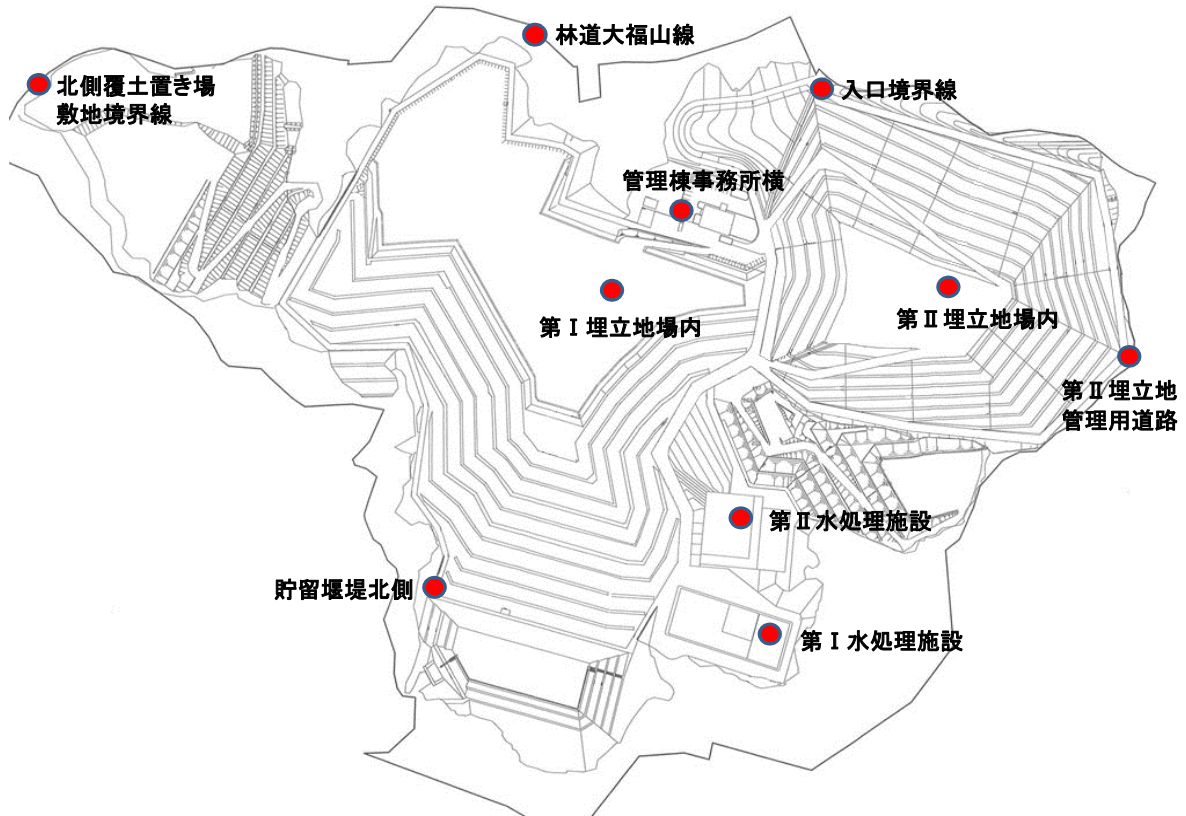 林道大福山線
北側覆土置き場
敷地境界線
入口境界線
管理棟事務所横
第Ⅰ埋立地場内
第Ⅱ埋立地場内
第Ⅱ埋立地
管理用道路
第Ⅱ水処理施設
貯留堰堤北側
第Ⅰ水処理施設